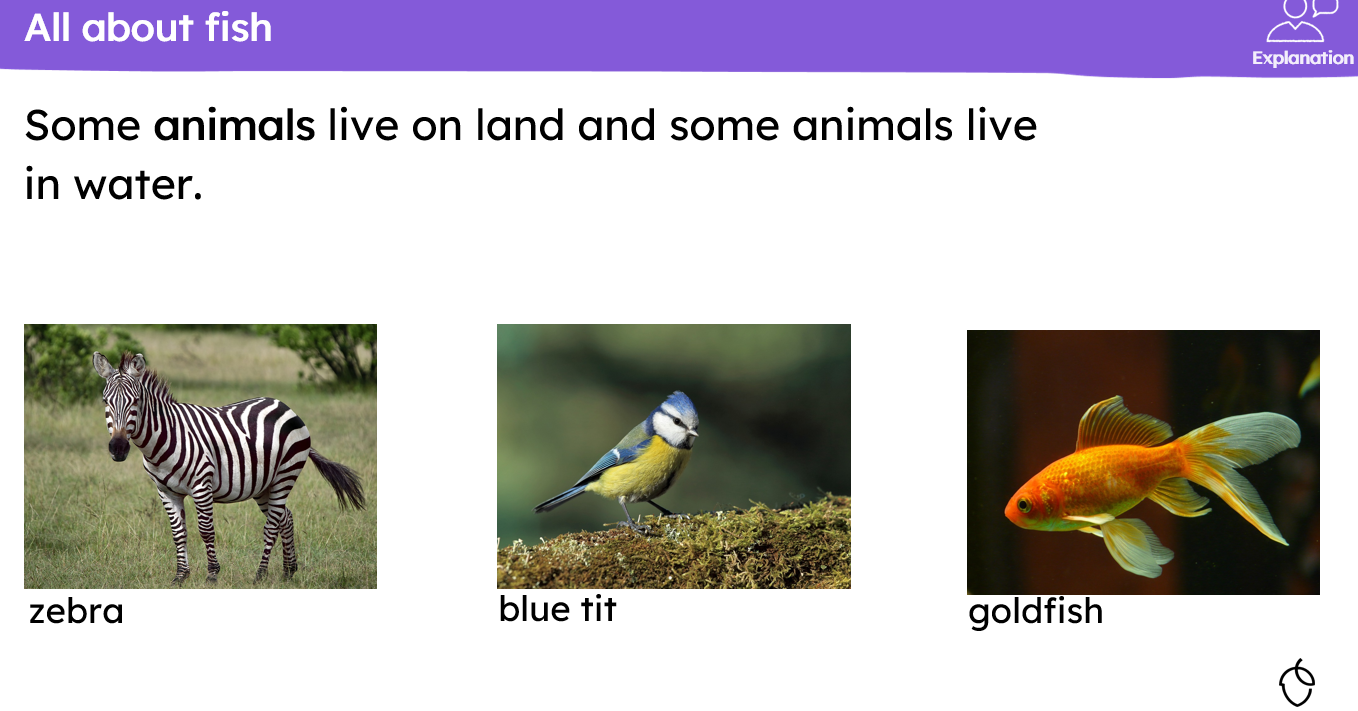 All about fish
Explanation
Some animals live on land and some animals live
in water.
zebra
blue tit
goldfish